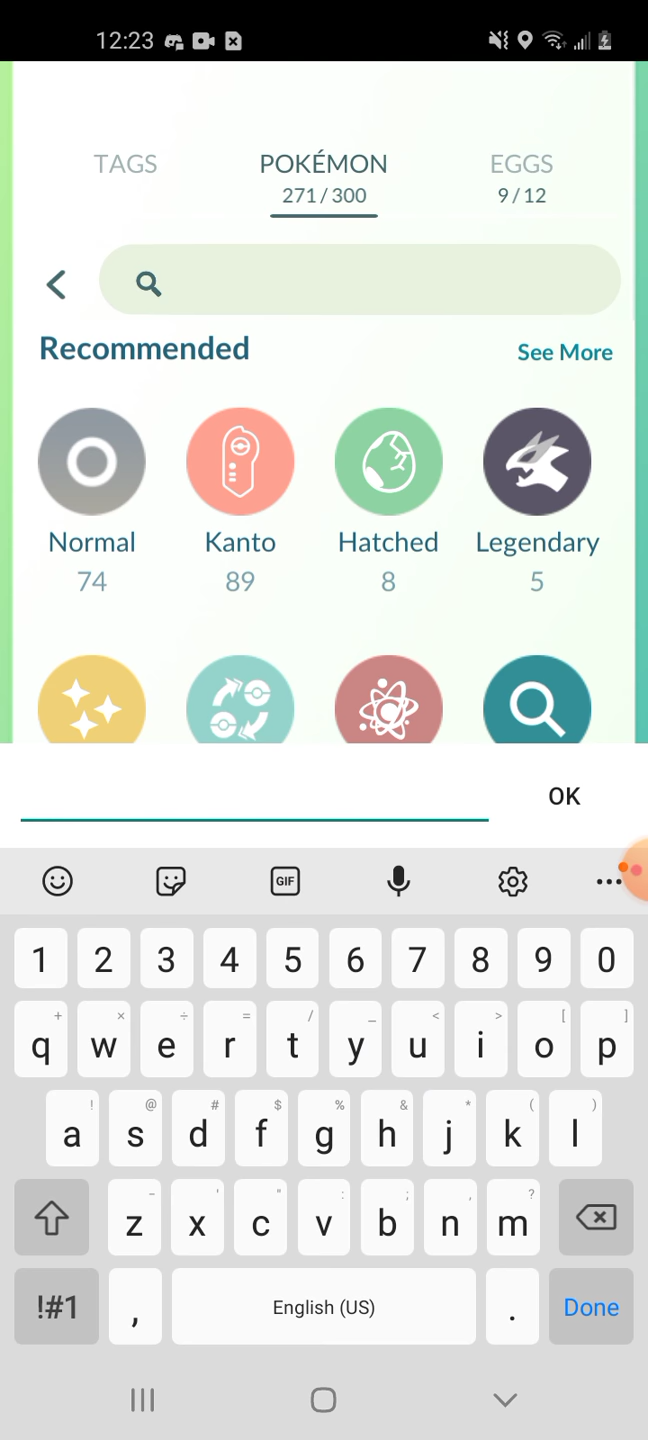 12:23
TAGS POKÉMON EGGS
271/300 9/12
Recommended See More
Normal Kanto Hatched Legendary
74 89 8 5
OK
GIF
1 2 3 4 5 6 7 8 9 0
+ × ÷ = / _ < > [ ]
q w e r t y u i o p
! @ # $ % & * ( )
a s d f g h j k l
- ' " : ; , ?
z x c v b n m
!#1 , English (US) . Done